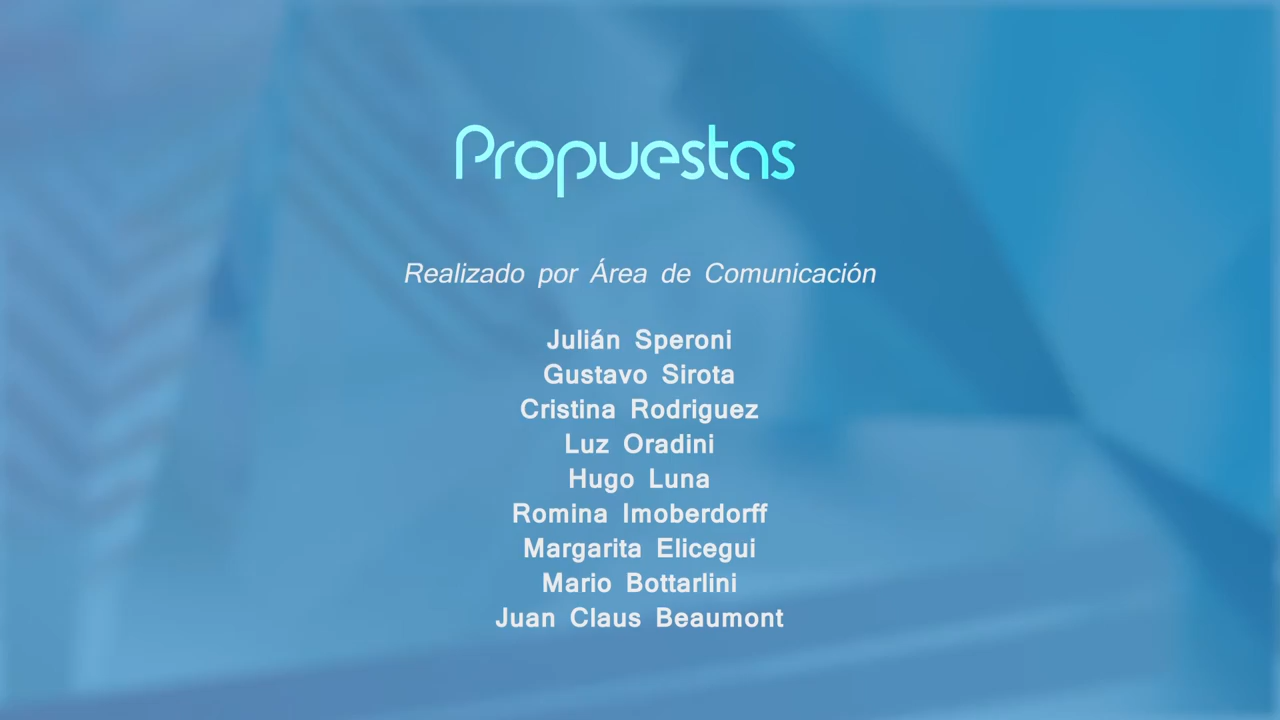 Propuestas
Realizado por Área de Comunicación
Julián Speroni
Gustavo Sirota
Cristina Rodriguez
Luz Oradini
Hugo Luna
Romina Imoberdorff
Margarita Elicegui
Mario Bottarlini
Juan Claus Beaumont